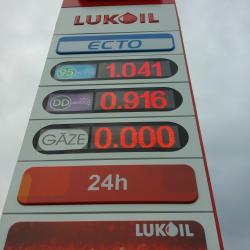 LUKOIL
ECTO
95 1.041
DD 0.916
GĀZE 0.000
24h
LUKOIL